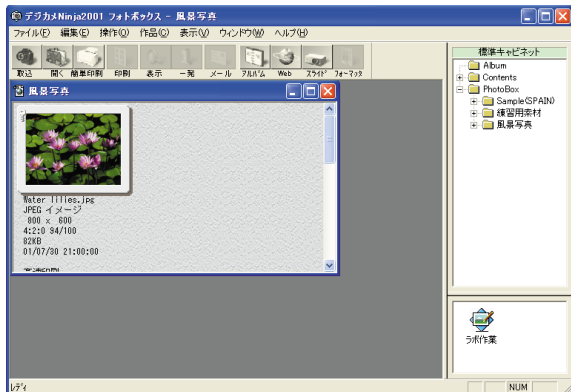 デジカメNinja2001 フォトボックス - 風景写真
ファイル(F) 編集(E) 操作(O) 作品(C) 表示(V) ウィンドウ(W) ヘルプ(H)
取込 開く 簡単印刷 印刷 表示 一発 メール アルバム Web スライド フォーマッタ
標準キャビネット
Album
Contents
PhotoBox
Sample(SPAIN)
練習用素材
風景写真
風景写真
Water lilies.jpg
JPEG イメージ
800 x 600
4:2:0 94/100
82KB
01/07/30 21:00:00
ラボ作業
レディ
NUM